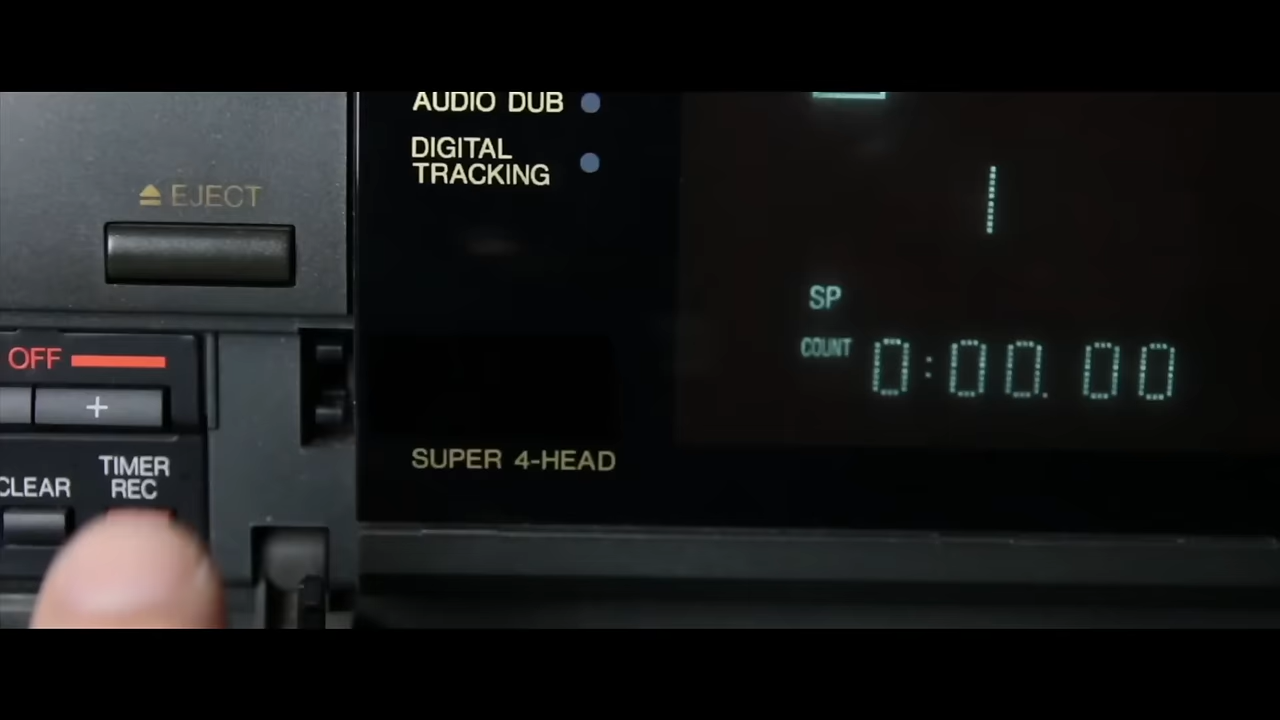 AUDIO DUB
DIGITAL
TRACKING
EJECT
SP
COUNT 0:00.00
OFF
+
SUPER 4-HEAD
CLEAR
TIMER
REC